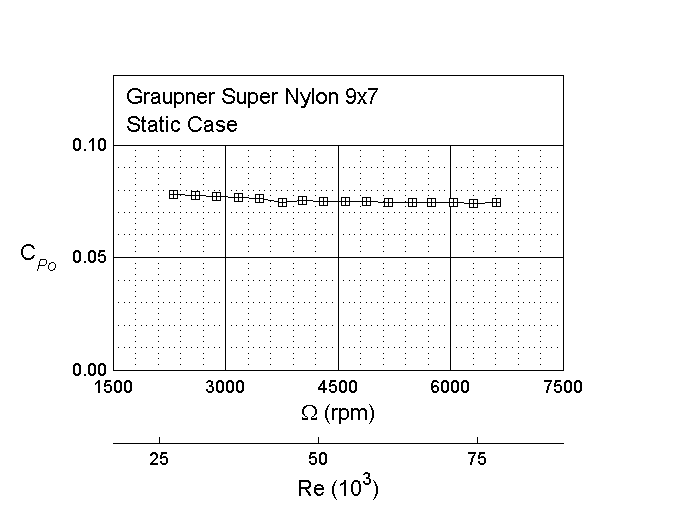 Graupner Super Nylon 9x7
Static Case
0.10
C_Po 0.05
0.00
1500 3000 4500 6000 7500
Ω (rpm)
25 50 75
Re (10³)